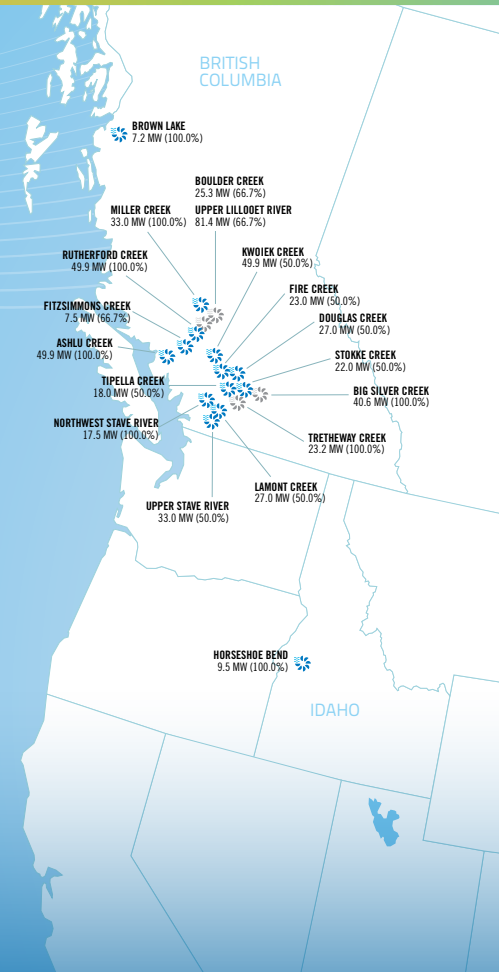 BRITISH
COLUMBIA
BROWN LAKE
7.2 MW (100.0%)
BOULDER CREEK
25.3 MW (66.7%)
MILLER CREEK
33.0 MW (100.0%)
UPPER LILLOOET RIVER
81.4 MW (66.7%)
RUTHERFORD CREEK
49.9 MW (100.0%)
KWOIEK CREEK
49.9 MW (50.0%)
FIRE CREEK
23.0 MW (50.0%)
FITZSIMMONS CREEK
7.5 MW (66.7%)
DOUGLAS CREEK
27.0 MW (50.0%)
ASHLU CREEK
49.9 MW (100.0%)
STOKKE CREEK
22.0 MW (50.0%)
TIPELLA CREEK
18.0 MW (50.0%)
BIG SILVER CREEK
40.6 MW (100.0%)
NORTHWEST STAVE RIVER
17.5 MW (100.0%)
TRETHEWAY CREEK
23.2 MW (100.0%)
LAMONT CREEK
27.0 MW (50.0%)
UPPER STAVE RIVER
33.0 MW (50.0%)
HORSESHOE BEND
9.5 MW (100.0%)
IDAHO